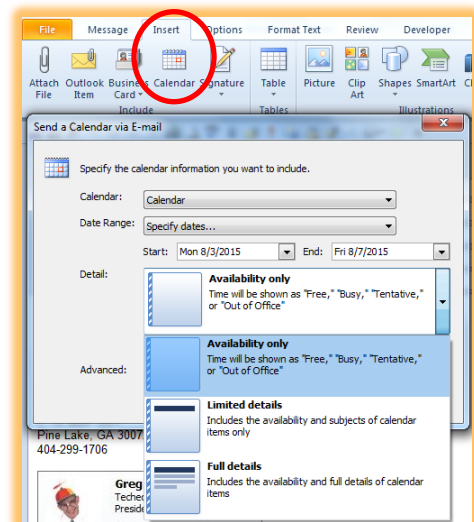 File Message Insert Options Format Text Review Developer
Attach Outlook Business Calendar Signature Table Picture Clip Shapes SmartArt
File Item Card Art
Include Tables Illustrations
Send a Calendar via E-mail
Specify the calendar information you want to include.
Calendar: Calendar
Date Range: Specify dates...
Start: Mon 8/3/2015 End: Fri 8/7/2015
Detail: Availability only
Time will be shown as "Free," "Busy," "Tentative,"
or "Out of Office"
Availability only
Time will be shown as "Free," "Busy," "Tentative,"
or "Out of Office"
Advanced:
Limited details
Includes the availability and subjects of calendar
items only
Pine Lake, GA 3007
404-299-1706
Full details
Includes the availability and full details of calendar
items
Greg
Presid